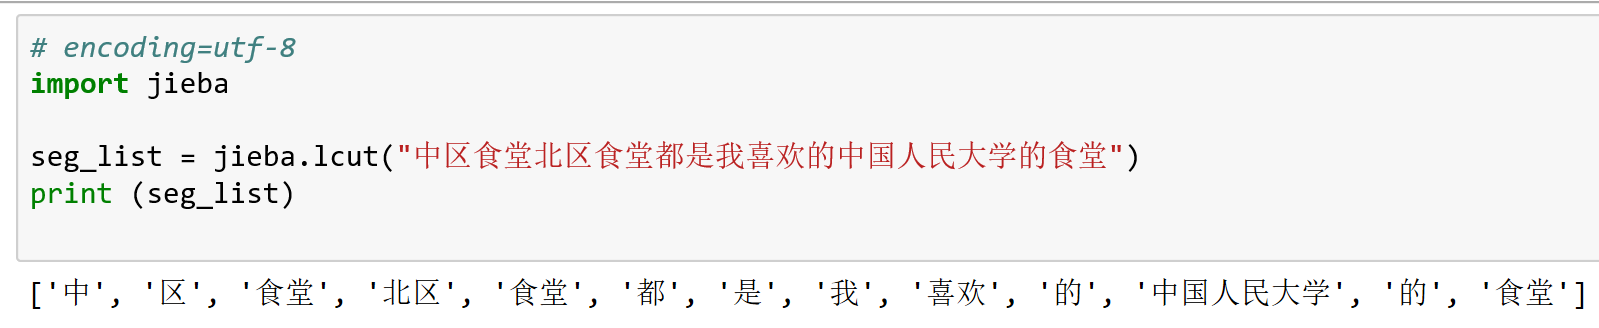 # encoding=utf-8
import jieba
seg_list = jieba.lcut("中区食堂北区食堂都是我喜欢的中国人民大学的食堂")
print (seg_list)
['中', '区', '食堂', '北区', '食堂', '都', '是', '我', '喜欢', '的', '中国人民大学', '的', '食堂']